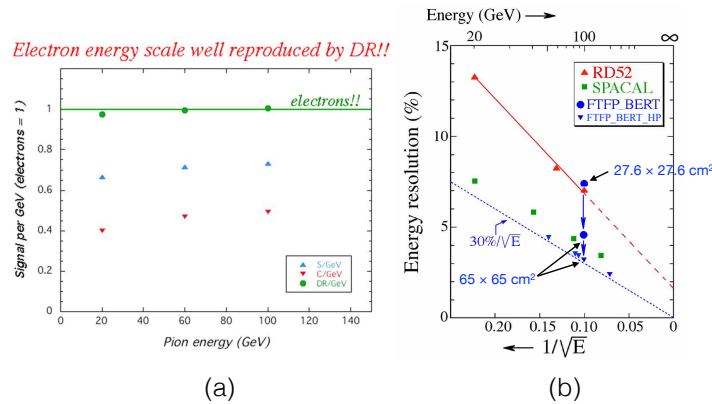 Electron energy scale well reproduced by DR!!
Signal per GeV (electrons = 1)
1.2
1
0.8
0.6
0.4
0.2
0
electrons!!
S/GeV
C/GeV
DR/GeV
0 20 40 60 80 100 120 140
Pion energy (GeV)
(a)
Energy (GeV)
20 100 ∞
Energy resolution (%)
15
10
5
0
RD52
SPACAL
FTFP_BERT
FTFP_BERT_HP
27.6 × 27.6 cm²
30%/√E
65 × 65 cm²
0.20 0.15 0.10 0.05 0
1/√E
(b)